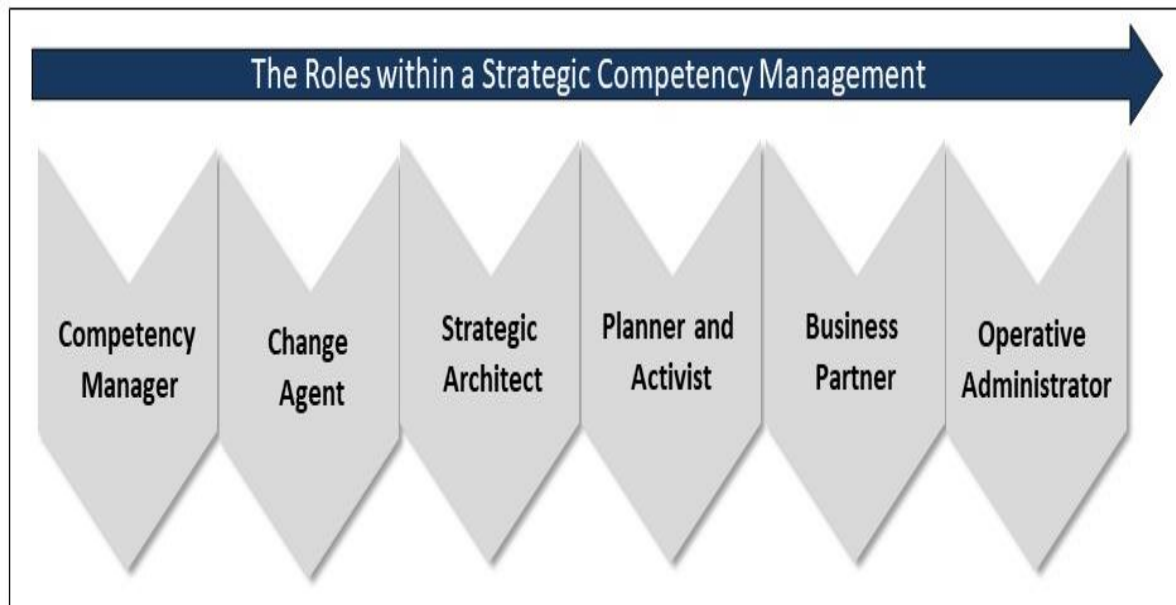 The Roles within a Strategic Competency Management
Competency
Manager
Change
Agent
Strategic
Architect
Planner and
Activist
Business
Partner
Operative
Administrator